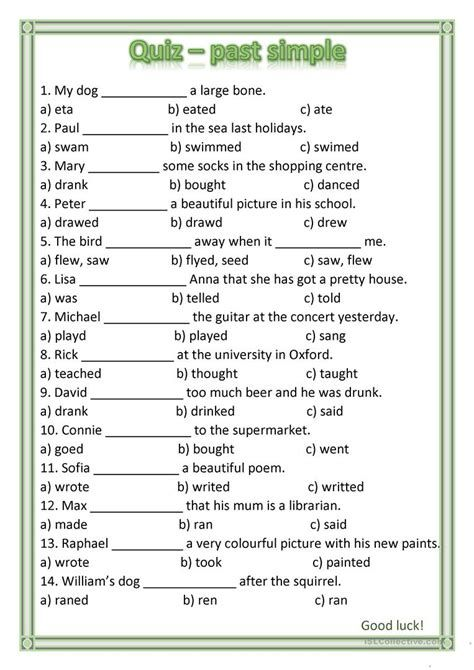 Quiz – past simple
1. My dog ____________ a large bone.
a) eta b) eated c) ate
2. Paul ____________ in the sea last holidays.
a) swam b) swimmed c) swimed
3. Mary ____________ some socks in the shopping centre.
a) drank b) bought c) danced
4. Peter ____________ a beautiful picture in his school.
a) drawed b) drawd c) drew
5. The bird ____________ away when it ____________ me.
a) flew, saw b) flyed, seed c) saw, flew
6. Lisa ____________ Anna that she has got a pretty house.
a) was b) telled c) told
7. Michael ____________ the guitar at the concert yesterday.
a) playd b) played c) sang
8. Rick ____________ at the university in Oxford.
a) teached b) thought c) taught
9. David ____________ too much beer and he was drunk.
a) drank b) drinked c) said
10. Connie ____________ to the supermarket.
a) goed b) bought c) went
11. Sofia ____________ a beautiful poem.
a) wrote b) writed c) writted
12. Max ____________ that his mum is a librarian.
a) made b) ran c) said
13. Raphael ____________ a very colourful picture with his new paints.
a) wrote b) took c) painted
14. William’s dog ____________ after the squirrel.
a) raned b) ren c) ran
Good luck!
iSLCollective.com